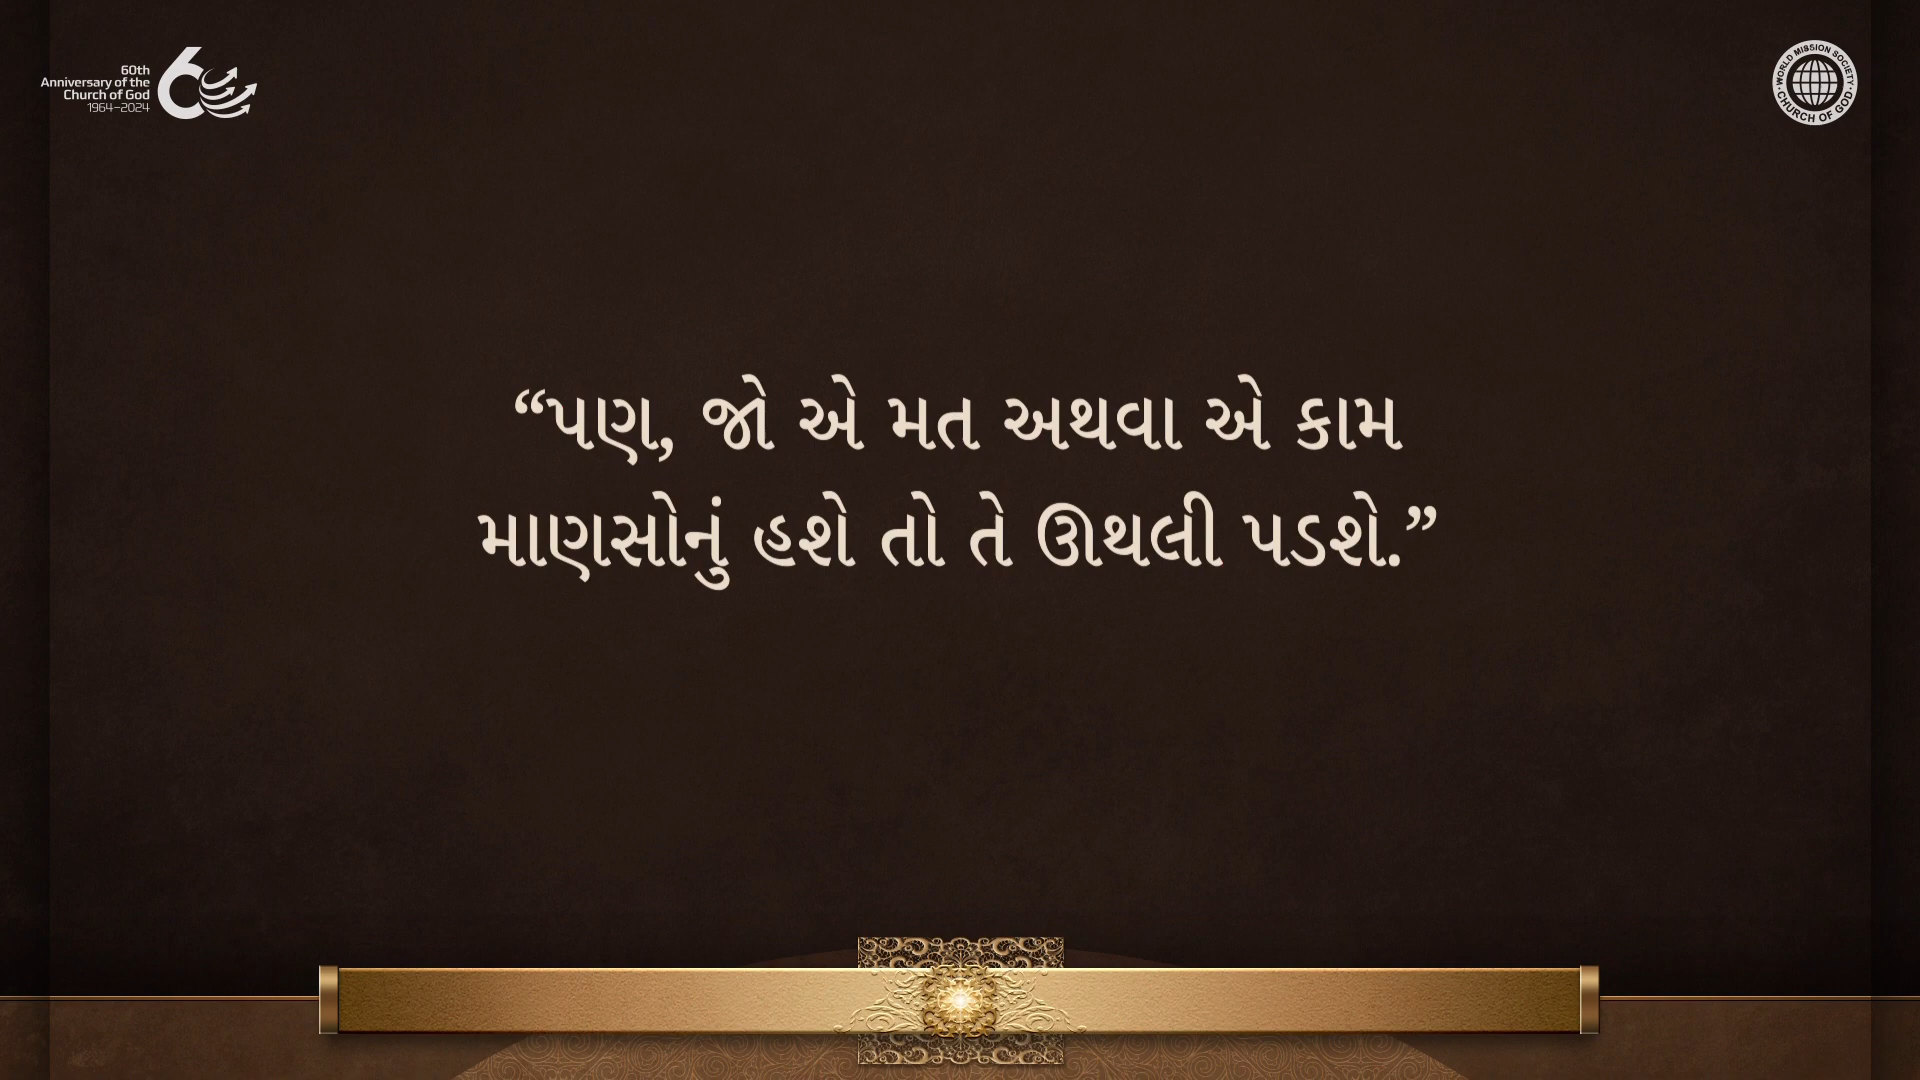 60th
Anniversary of the
Church of God
1964–2024
WORLD MISSION SOCIETY
CHURCH OF GOD
“પણ, જો એ મત અથવા એ કામ
માણસોનું હશે તો તે ઊથલી પડશે.”